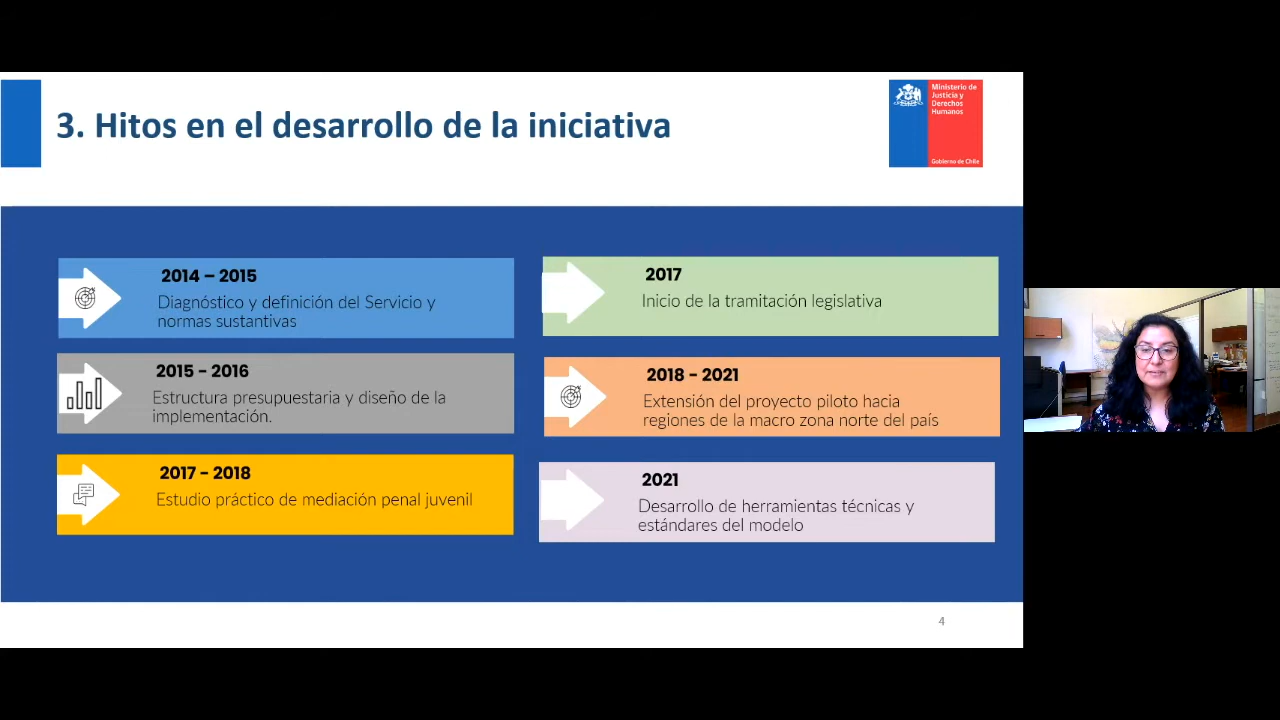 3. Hitos en el desarrollo de la iniciativa
Ministerio de
Justicia y
Derechos
Humanos
Gobierno de Chile
2014 – 2015
Diagnóstico y definición del Servicio y
normas sustantivas
2015 - 2016
Estructura presupuestaria y diseño de la
implementación.
2017 - 2018
Estudio práctico de mediación penal juvenil
2017
Inicio de la tramitación legislativa
2018 - 2021
Extensión del proyecto piloto hacia
regiones de la macro zona norte del país
2021
Desarrollo de herramientas técnicas y
estándares del modelo
4